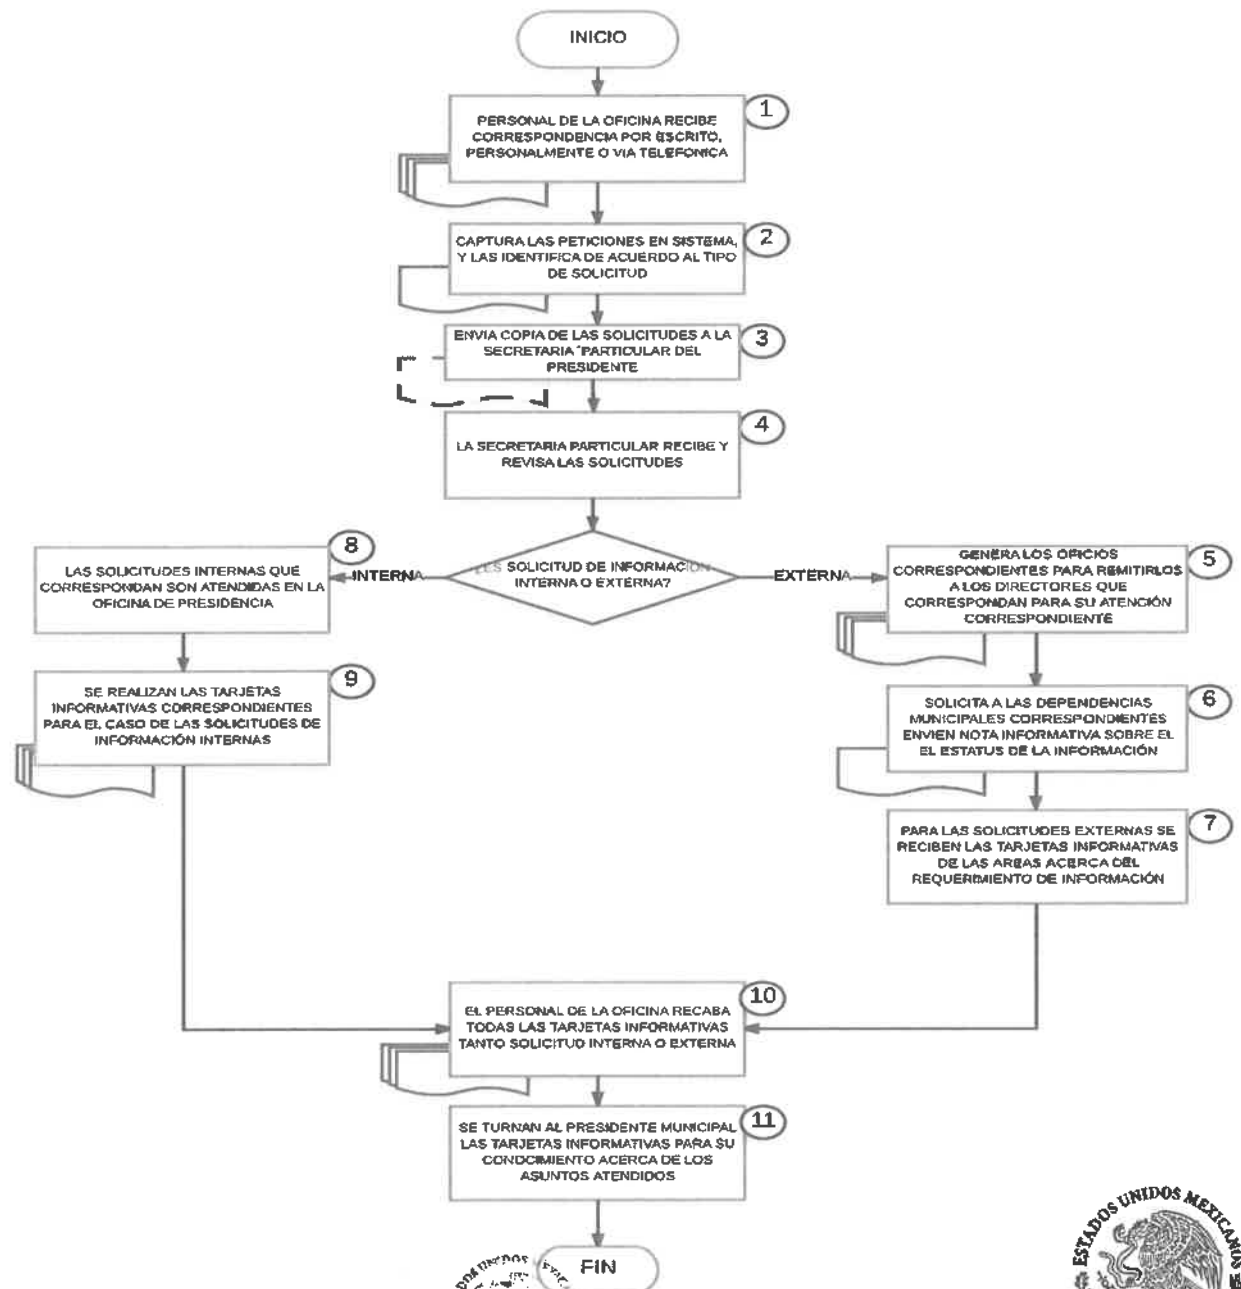 INICIO
1
PERSONAL DE LA OFICINA RECIBE
CORRESPONDENCIA POR ESCRITO,
PERSONALMENTE O VIA TELEFONICA
2
CAPTURA LAS PETICIONES EN SISTEMA,
Y LAS IDENTIFICA DE ACUERDO AL TIPO
DE SOLICITUD
3
ENVIA COPIA DE LAS SOLICITUDES A LA
SECRETARIA ¨PARTICULAR DEL
PRESIDENTE
4
LA SECRETARIA PARTICULAR RECIBE Y
REVISA LAS SOLICITUDES
¿ES SOLICITUD DE INFORMACION
INTERNA O EXTERNA?
INTERNA
EXTERNA
8
LAS SOLICITUDES INTERNAS QUE
CORRESPONDAN SON ATENDIDAS EN LA
OFICINA DE PRESIDENCIA
9
SE REALIZAN LAS TARJETAS
INFORMATIVAS CORRESPONDIENTES
PARA EL CASO DE LAS SOLICITUDES DE
INFORMACIÓN INTERNAS
5
GENERA LOS OFICIOS
CORRESPONDIENTES PARA REMITIRLOS
A LOS DIRECTORES QUE
CORRESPONDAN PARA SU ATENCIÓN
CORRESPONDIENTE
6
SOLICITA A LAS DEPENDENCIAS
MUNICIPALES CORRESPONDIENTES
ENVIEN NOTA INFORMATIVA SOBRE EL
EL ESTATUS DE LA INFORMACIÓN
7
PARA LAS SOLICITUDES EXTERNAS SE
RECIBEN LAS TARJETAS INFORMATIVAS
DE LAS AREAS ACERCA DEL
REQUERIMIENTO DE INFORMACIÓN
10
EL PERSONAL DE LA OFICINA RECABA
TODAS LAS TARJETAS INFORMATIVAS
TANTO SOLICITUD INTERNA O EXTERNA
11
SE TURNAN AL PRESIDENTE MUNICIPAL
LAS TARJETAS INFORMATIVAS PARA SU
CONOCIMIENTO ACERCA DE LOS
ASUNTOS ATENDIDOS
FIN
ESTADOS UNIDOS MEXICANOS